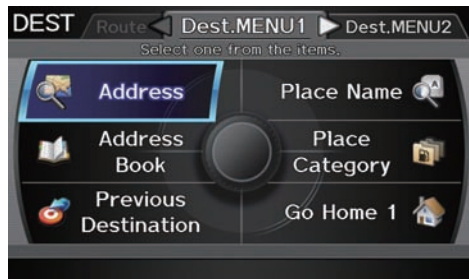 DEST Route Dest.MENU1 Dest.MENU2
Select one from the items.
Address
Place Name
Address
Book
Place
Category
Previous
Destination
Go Home 1